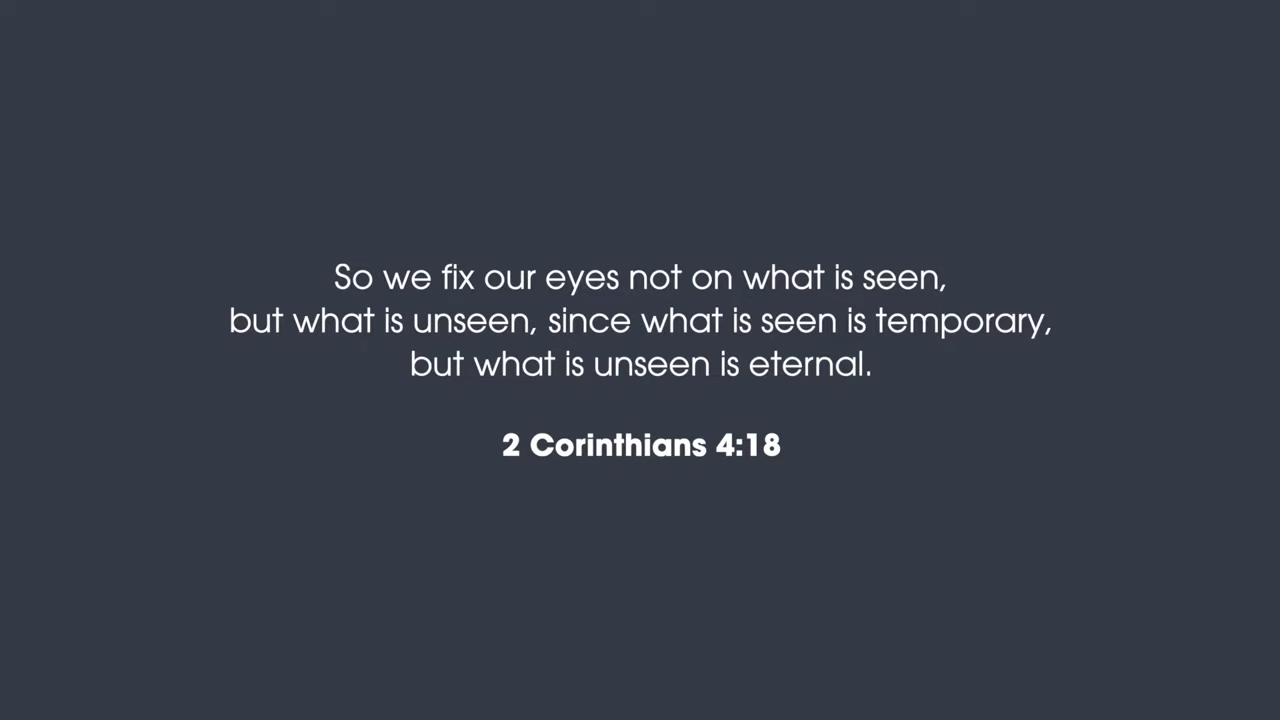 So we fix our eyes not on what is seen,
but what is unseen, since what is seen is temporary,
but what is unseen is eternal.
2 Corinthians 4:18